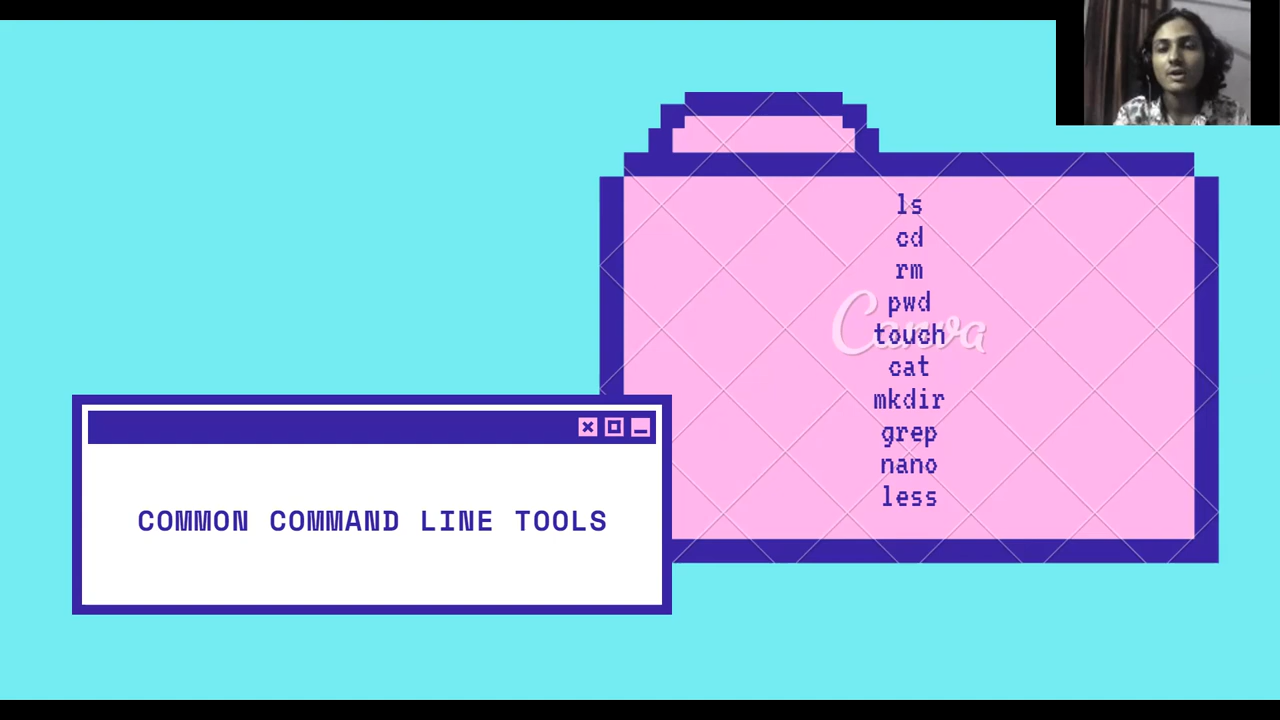 ls
cd
rm
pwd
Canva
touch
cat
mkdir
grep
nano
less
COMMON COMMAND LINE TOOLS